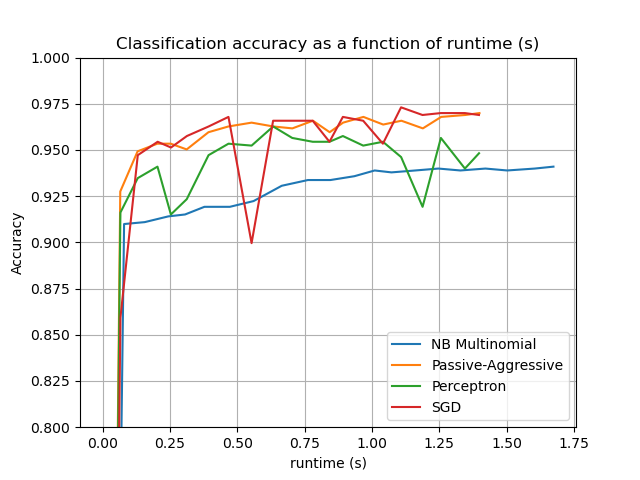 Classification accuracy as a function of runtime (s)
1.000
0.975
0.950
0.925
0.900
0.875
0.850
0.825
0.800
Accuracy
NB Multinomial
Passive-Aggressive
Perceptron
SGD
0.00 0.25 0.50 0.75 1.00 1.25 1.50 1.75
runtime (s)